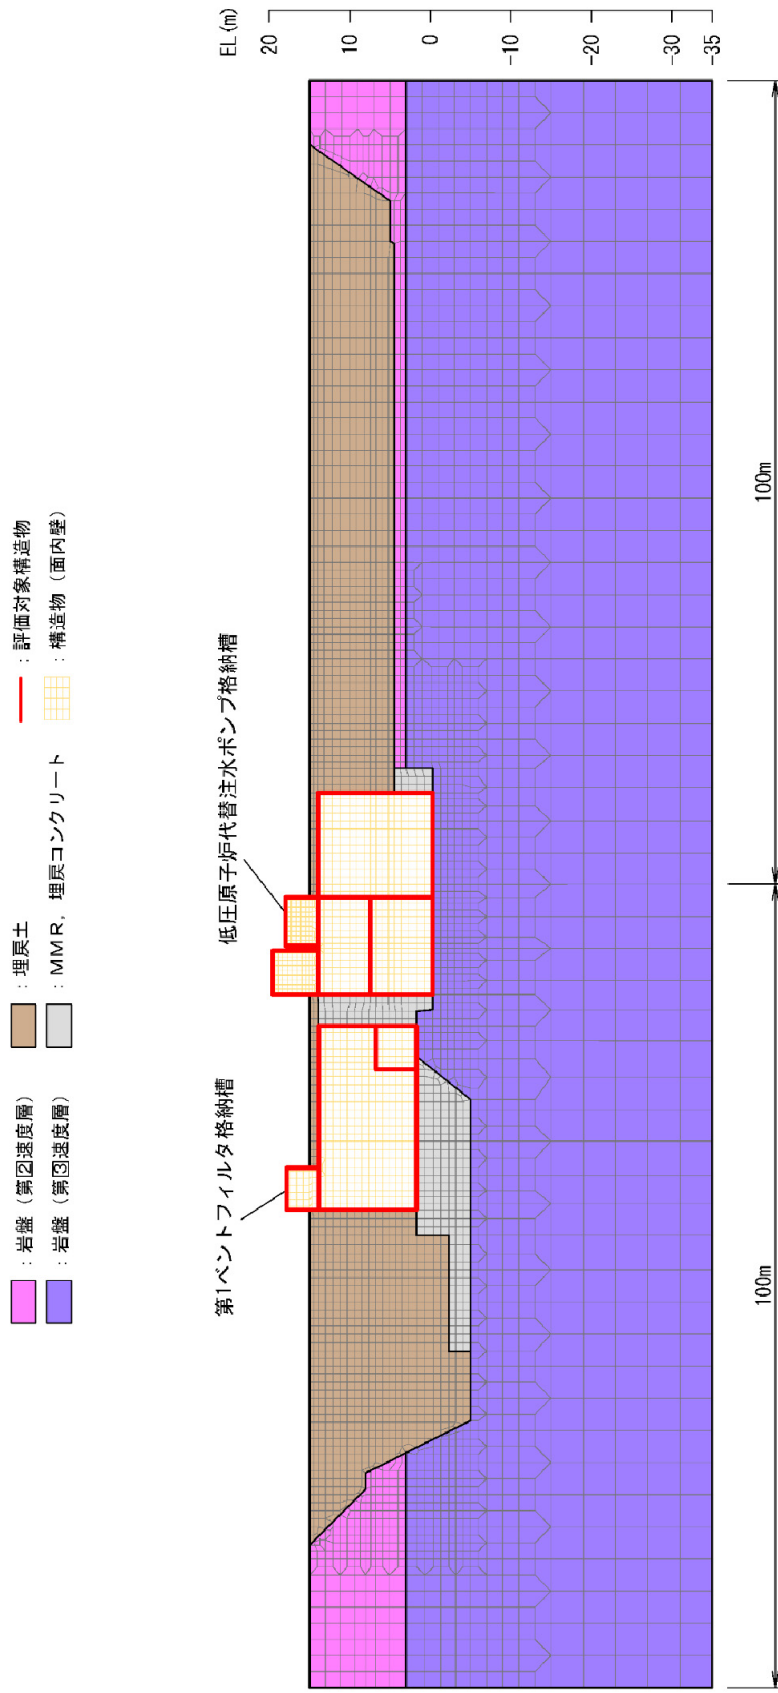 : 岩盤（第②速度層）
: 埋戻土
: 評価対象構造物
: 岩盤（第③速度層）
: MMR，埋戻コンクリート
: 構造物（面内壁）
第1ベントフィルタ格納槽
低圧原子炉代替注水ポンプ格納槽
EL(m)
20
10
0
-10
-20
-30
-35
100m
100m